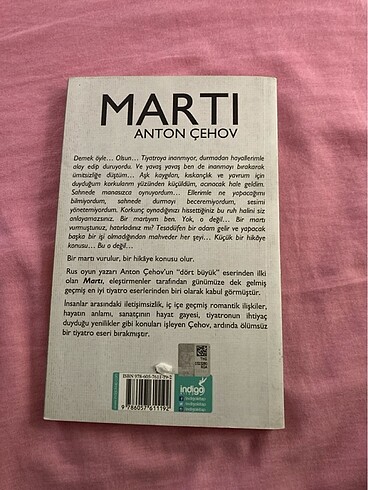 MARTI
ANTON ÇEHOV
Demek öyle... Olsun... Tiyatroya inanmıyor, durmadan hayallerimle
alay edip duruyordu. Ve yavaş yavaş ben de inanmayı bırakarak
ümitsizliğe düştüm... Aşk kaygıları, kıskançlık ve yavrum için
duyduğum korkularım yüzünden küçüldüm, acınacak hale geldim.
Sahnede manasızca oynuyordum... Ellerimle ne yapacağımı
bilmiyordum, sahnede durmayı beceremiyordum, sesimi
yönetemiyordum. Korkunç oynadığınızı hissettiğiniz bu ruh halini siz
anlayamazsınız. Bir martıyım ben. Yok, o değil... Bir martı
vurmuştunuz, hatırladınız mı? Tesadüfen bir adam gelir ve yapacak
başka bir işi olmadığından mahveder her şeyi... Küçük bir hikâye
konusu... Bu o değil...
Bir martı vurulur, bir hikâye konusu olur.
Rus oyun yazarı Anton Çehov'un "dört büyük" eserinden ilki
olan Martı, eleştirmenler tarafından günümüze dek gelmiş
geçmiş en iyi tiyatro eserlerinden biri olarak kabul görmüştür.
İnsanlar arasındaki iletişimsizlik, iç içe geçmiş romantik ilişkiler,
hayatın anlamı, sanatçının hayat gayesi, tiyatronun ihtiyaç
duyduğu yenilikler gibi konuları işleyen Çehov, ardında ölümsüz
bir tiyatro eseri bırakmıştır.
indigo
9 786057 611192